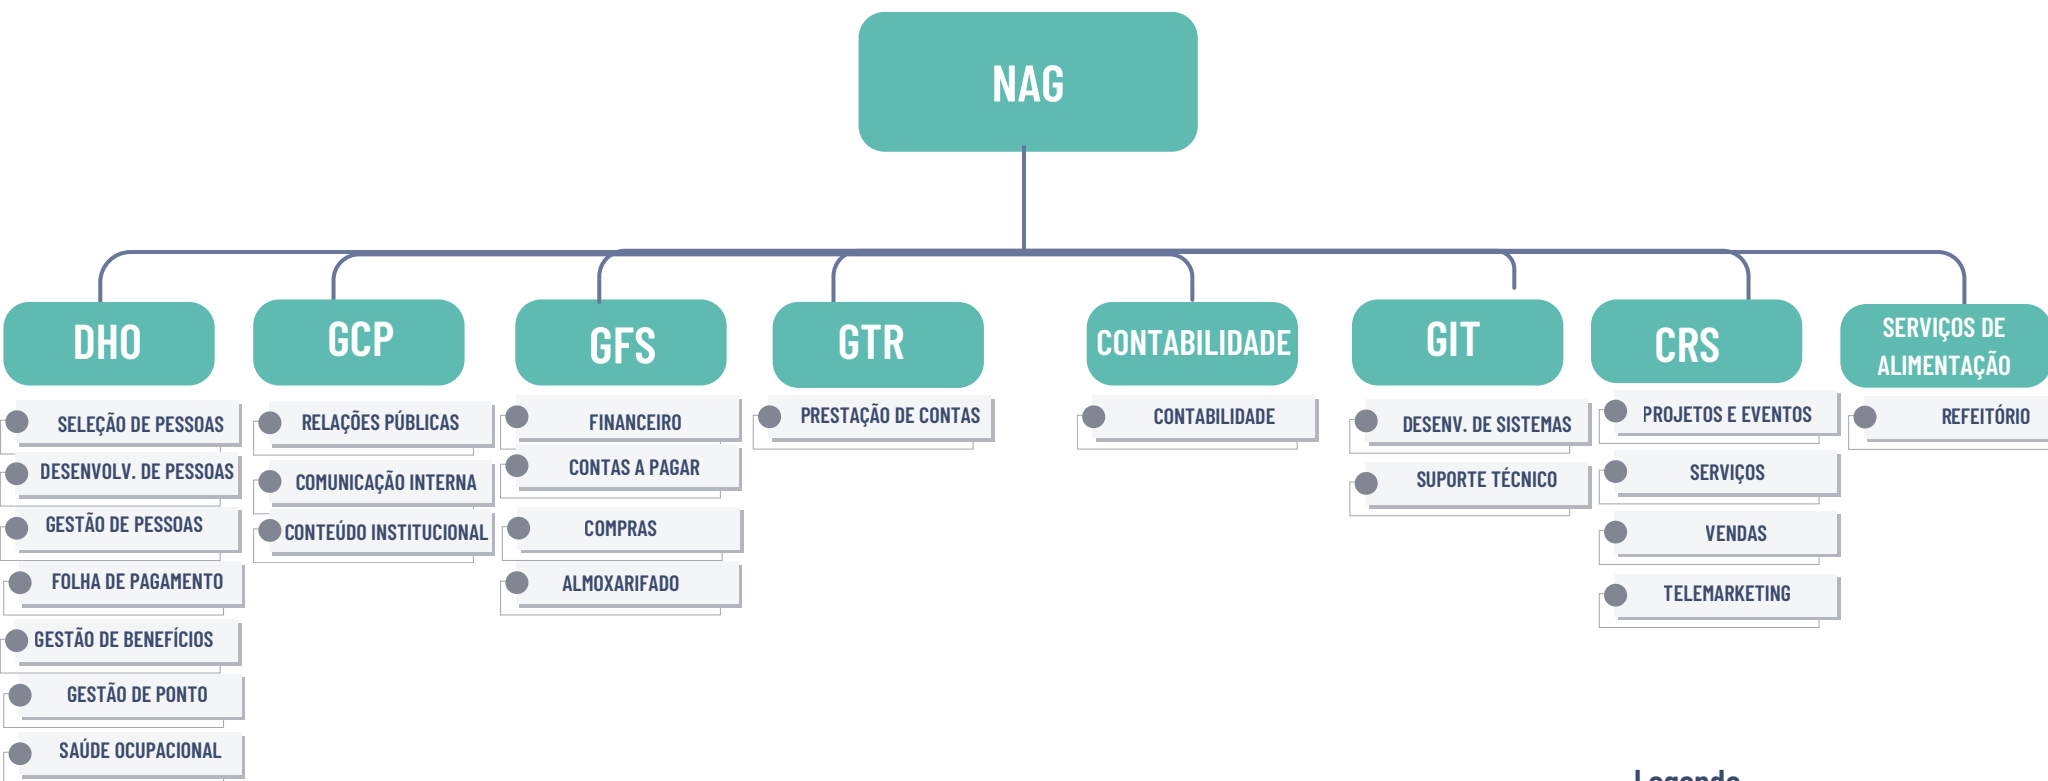 NAG
DHO
SELEÇÃO DE PESSOAS
DESENVOLV. DE PESSOAS
GESTÃO DE PESSOAS
FOLHA DE PAGAMENTO
GESTÃO DE BENEFÍCIOS
GESTÃO DE PONTO
SAÚDE OCUPACIONAL
GCP
RELAÇÕES PÚBLICAS
COMUNICAÇÃO INTERNA
CONTEÚDO INSTITUCIONAL
GFS
FINANCEIRO
CONTAS A PAGAR
COMPRAS
ALMOXARIFADO
GTR
PRESTAÇÃO DE CONTAS
CONTABILIDADE
CONTABILIDADE
GIT
DESENV. DE SISTEMAS
SUPORTE TÉCNICO
CRS
PROJETOS E EVENTOS
SERVIÇOS
VENDAS
TELEMARKETING
SERVIÇOS DE
ALIMENTAÇÃO
REFEITÓRIO
Legenda